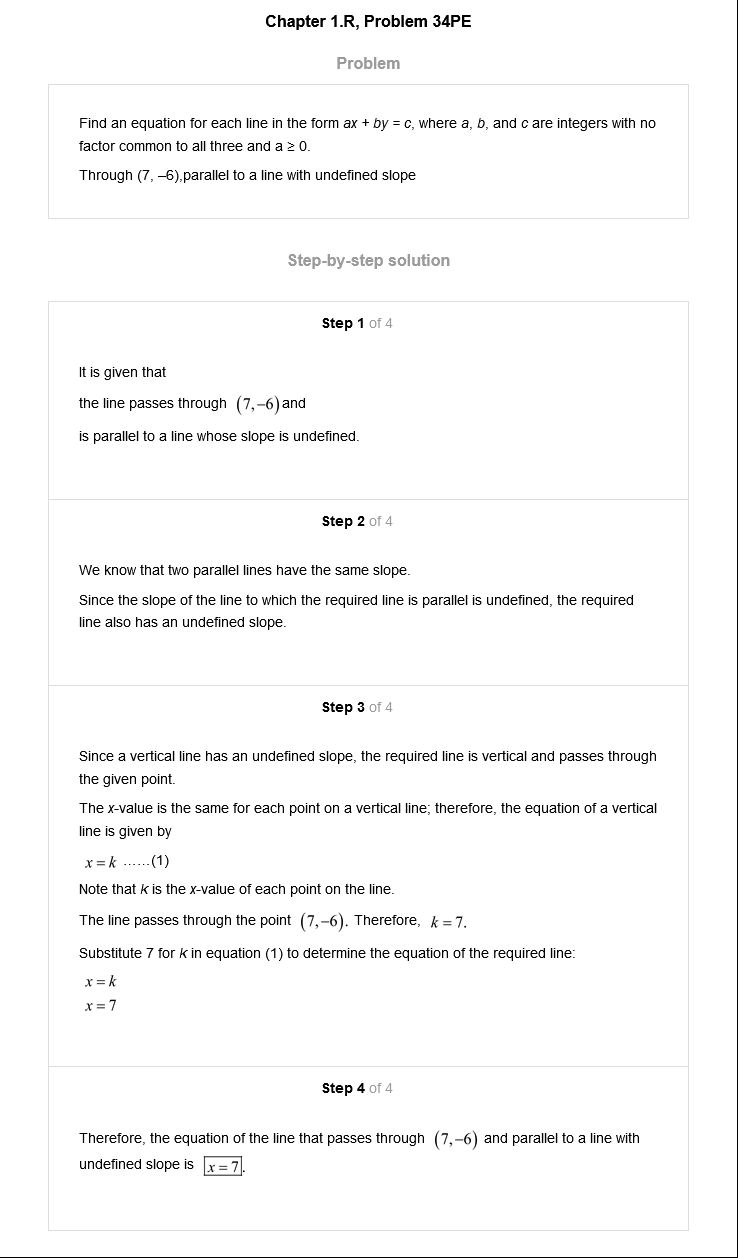 Chapter 1.R, Problem 34PE
Problem
Find an equation for each line in the form ax + by = c, where a, b, and c are integers with no
factor common to all three and a ≥ 0.
Through (7, –6),parallel to a line with undefined slope
Step-by-step solution
Step 1 of 4
It is given that
the line passes through (7,−6) and
is parallel to a line whose slope is undefined.
Step 2 of 4
We know that two parallel lines have the same slope.
Since the slope of the line to which the required line is parallel is undefined, the required
line also has an undefined slope.
Step 3 of 4
Since a vertical line has an undefined slope, the required line is vertical and passes through
the given point.
The x-value is the same for each point on a vertical line; therefore, the equation of a vertical
line is given by
x = k ......(1)
Note that k is the x-value of each point on the line.
The line passes through the point (7,−6). Therefore, k = 7.
Substitute 7 for k in equation (1) to determine the equation of the required line:
x = k
x = 7
Step 4 of 4
Therefore, the equation of the line that passes through (7,−6) and parallel to a line with
undefined slope is x = 7.